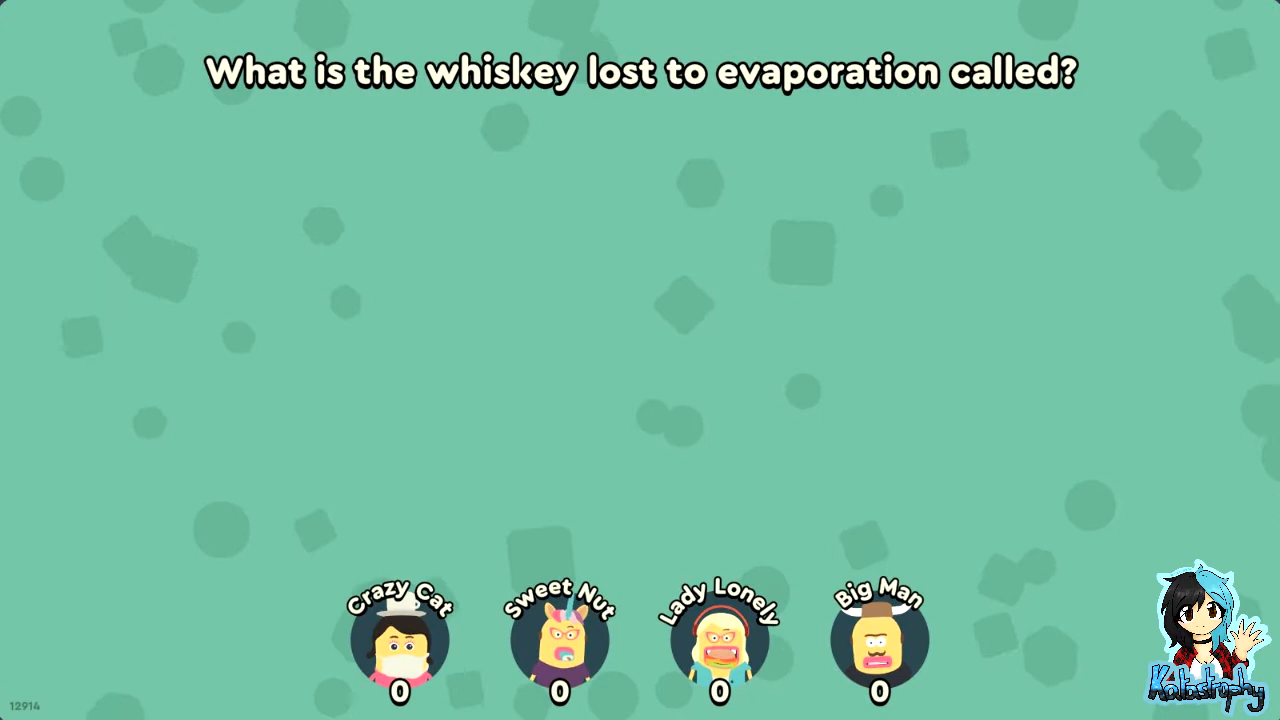 What is the whiskey lost to evaporation called?
Crazy Cat
Sweet Nut
Lady Lonely
Big Man
0
0
0
0
12914
Kalastrophy